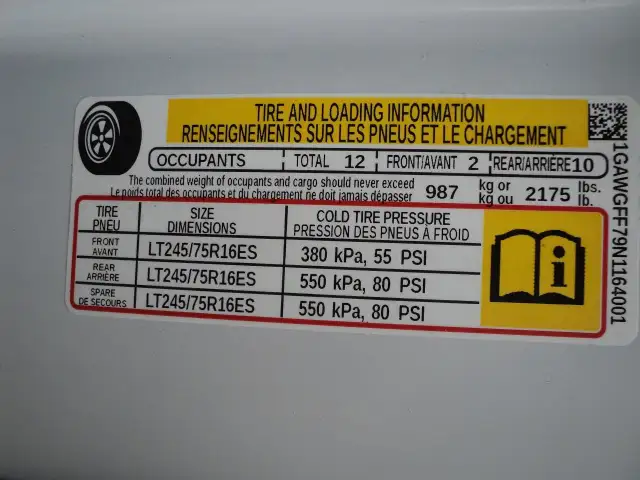 TIRE AND LOADING INFORMATION
RENSEIGNEMENTS SUR LES PNEUS ET LE CHARGEMENT
OCCUPANTS TOTAL 12 FRONT/AVANT 2 REAR/ARRIÈRE 10
The combined weight of occupants and cargo should never exceed 987 kg or 2175 lbs.
Le poids total des occupants et du chargement ne doit jamais dépasser kg ou lb.
TIRE SIZE COLD TIRE PRESSURE
PNEU DIMENSIONS PRESSION DES PNEUS À FROID
FRONT AVANT LT245/75R16ES 380 kPa, 55 PSI
REAR ARRIÈRE LT245/75R16ES 550 kPa, 80 PSI
SPARE DE SECOURS LT245/75R16ES 550 kPa, 80 PSI
i
1GAWGFF79N1164001